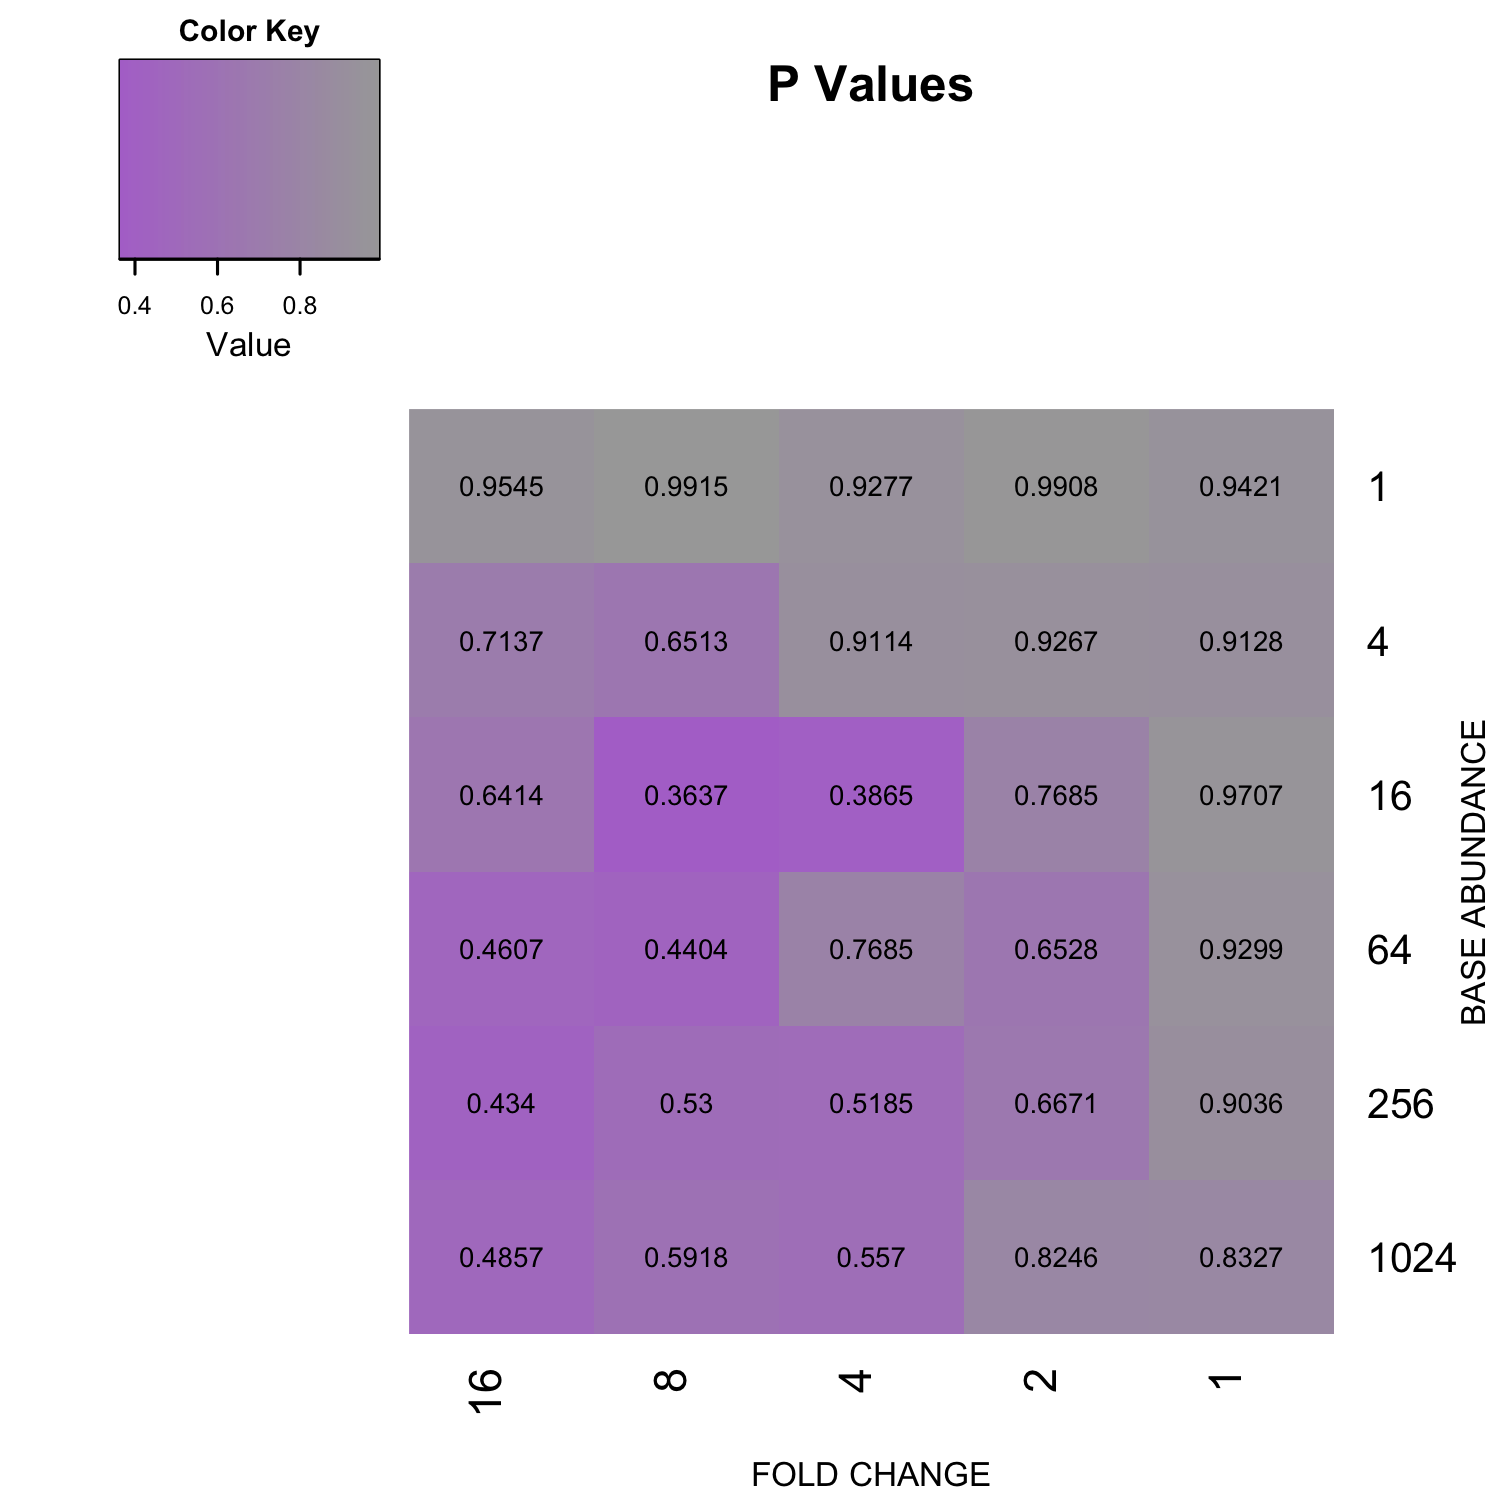 Color Key
P Values
0.4 0.6 0.8
Value
0.9545 0.9915 0.9277 0.9908 0.9421 1
0.7137 0.6513 0.9114 0.9267 0.9128 4
0.6414 0.3637 0.3865 0.7685 0.9707 16
0.4607 0.4404 0.7685 0.6528 0.9299 64
0.434 0.53 0.5185 0.6671 0.9036 256
0.4857 0.5918 0.557 0.8246 0.8327 1024
BASE ABUNDANCE
16 8 4 2 1
FOLD CHANGE